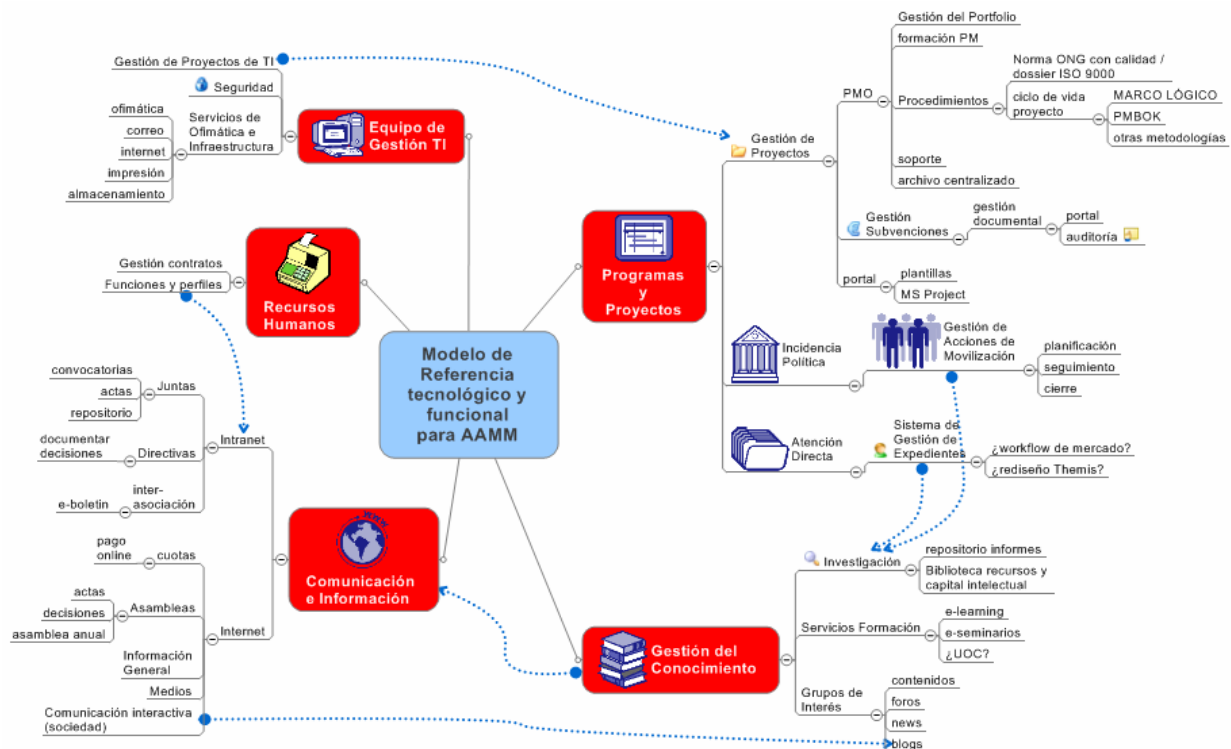 Modelo de
Referencia
tecnológico y
funcional
para AAMM
Equipo de
Gestión TI
Gestión de Proyectos de TI
Seguridad
Servicios de
Ofimática e
Infraestructura
ofimática
correo
internet
impresión
almacenamiento
Recursos
Humanos
Gestión contratos
Funciones y perfiles
Comunicación
e Información
WWW
Intranet
Juntas
convocatorias
actas
repositorio
Directivas
documentar
decisiones
inter-
asociación
e-boletin
Internet
cuotas
pago
online
Asambleas
actas
decisiones
asamblea anual
Información
General
Medios
Comunicación interactiva
(sociedad)
Programas
y
Proyectos
Gestión de
Proyectos
PMO
Gestión del Portfolio
formación PM
Procedimientos
Norma ONG con calidad /
dossier ISO 9000
ciclo de vida
proyecto
MARCO LÓGICO
PMBOK
otras metodologías
soporte
archivo centralizado
Gestión
Subvenciones
gestión
documental
portal
auditoría
portal
plantillas
MS Project
Incidencia
Política
Gestión de
Acciones de
Movilización
planificación
seguimiento
cierre
Atención
Directa
Sistema de
Gestión de
Expedientes
¿workflow de mercado?
¿rediseño Themis?
Gestión del
Conocimiento
Investigación
repositorio informes
Biblioteca recursos y
capital intelectual
Servicios Formación
e-learning
e-seminarios
¿UOC?
Grupos de
Interés
contenidos
foros
news
blogs